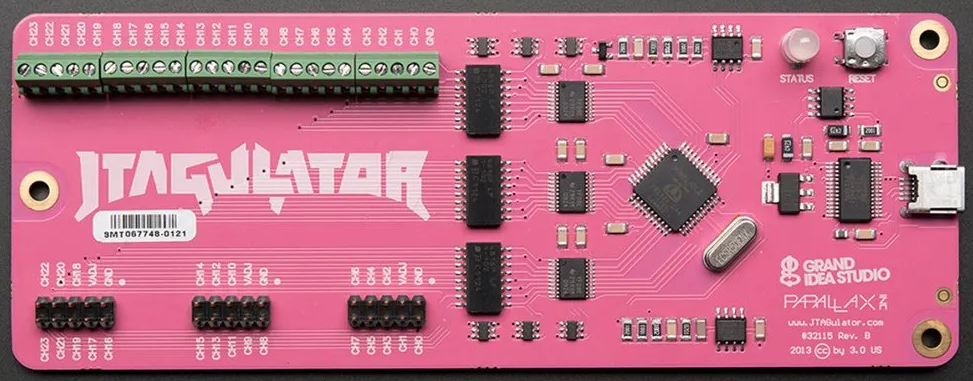 CH23 CH22 CH21 CH20 CH19 CH18 CH17 CH16 CH15 CH14 CH13 CH12 CH11 CH10 CH9 CH8 CH7 CH6 CH5 CH4 CH3 CH2 CH1 CH0 GND
STATUS
RESET
JTAGULATOR
SMT067748-0121
CH22 CH20 CH18 VADJ GND
CH14 CH12 CH10 VADJ GND
CH6 CH4 CH2 VADJ GND
CH23 CH21 CH19 CH17 CH16
CH15 CH13 CH11 CH9 CH8
CH7 CH5 CH3 CH1 CH0
GRAND
IDEA STUDIO
PARALLAX
www.JTAGulator.com
#32115 Rev. B
2013 cc by 3.0 US